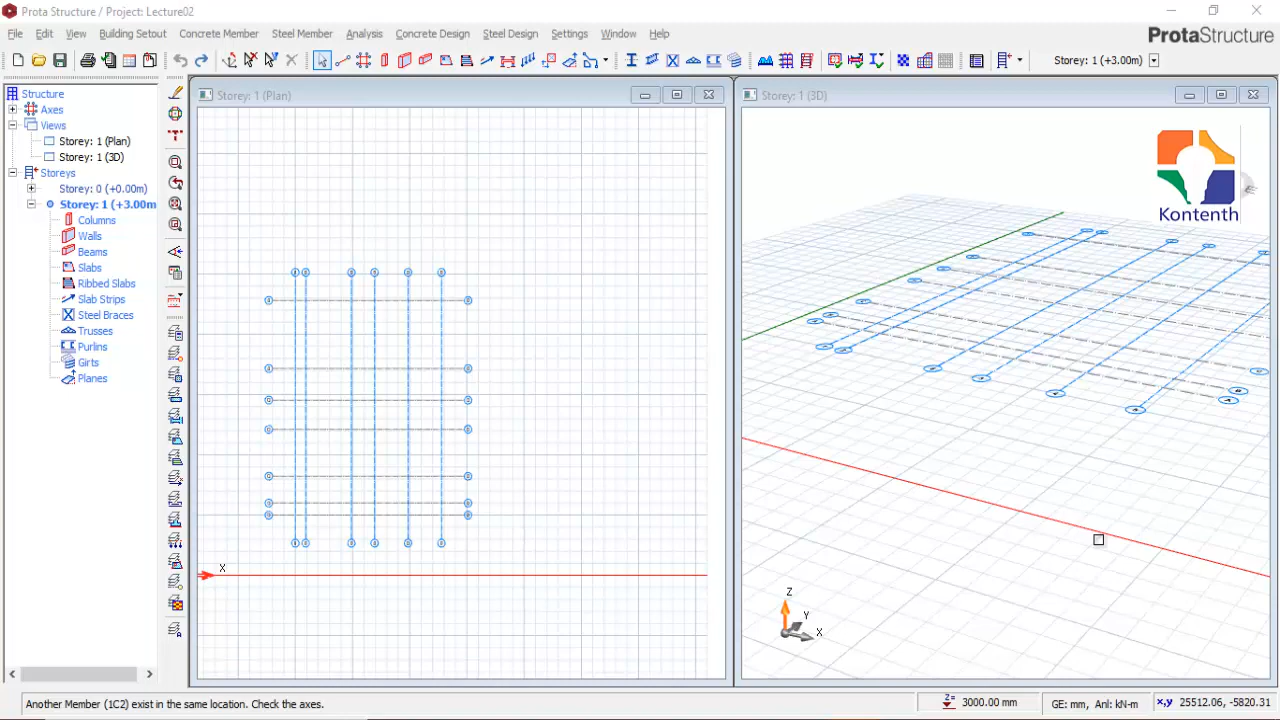 Prota Structure / Project: Lecture02
File Edit View Building Setout Concrete Member Steel Member Analysis Concrete Design Steel Design Settings Window Help
ProtaStructure
Storey: 1 (+3.00m)
Structure
Axes
Views
Storey: 1 (Plan)
Storey: 1 (3D)
Storeys
Storey: 0 (+0.00m)
Storey: 1 (+3.00m
Columns
Walls
Beams
Slabs
Ribbed Slabs
Slab Strips
Steel Braces
Trusses
Purlins
Girts
Planes
Storey: 1 (Plan)
X
Storey: 1 (3D)
Kontenth
Z
Y
X
Another Member (1C2) exist in the same location. Check the axes.
Z= 3000.00 mm
GE: mm, Anl: kN-m
x,y 25512.06, -5820.31